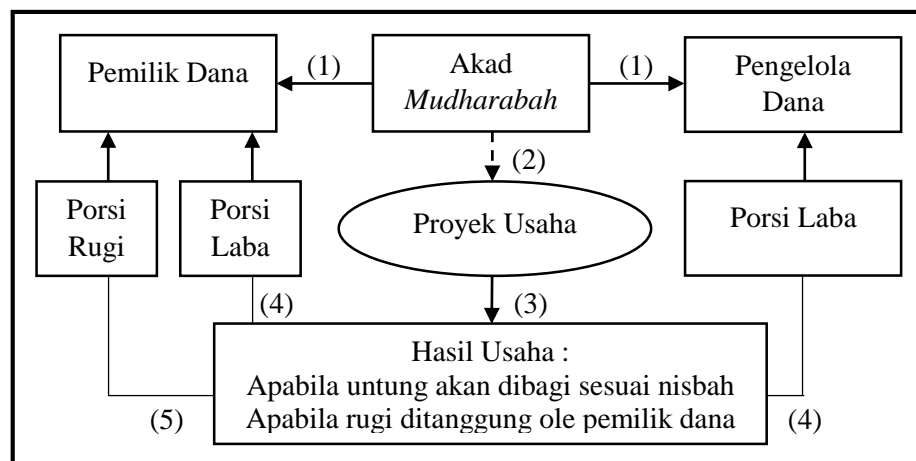 Pemilik Dana
(1)
Akad
Mudharabah
(1)
Pengelola
Dana
(2)
Porsi
Rugi
Porsi
Laba
Proyek Usaha
Porsi Laba
(4)
(3)
Hasil Usaha :
Apabila untung akan dibagi sesuai nisbah
Apabila rugi ditanggung ole pemilik dana
(5)
(4)